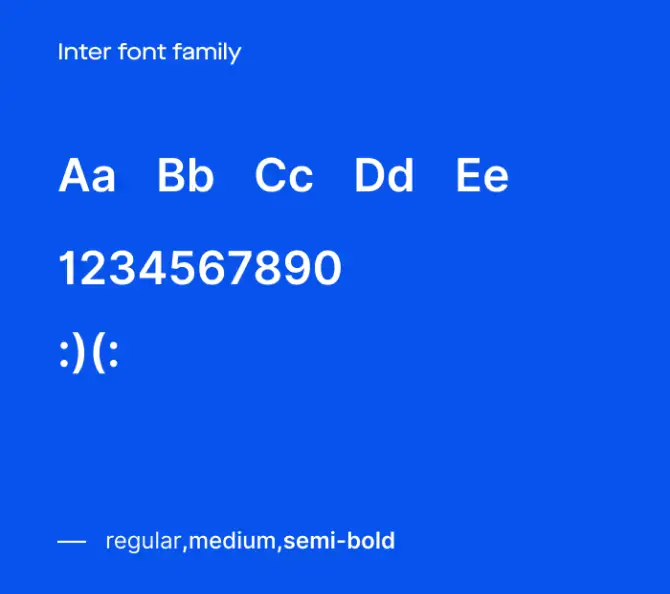 Inter font family
Aa Bb Cc Dd Ee
1234567890
:)(:
— regular,medium,semi-bold